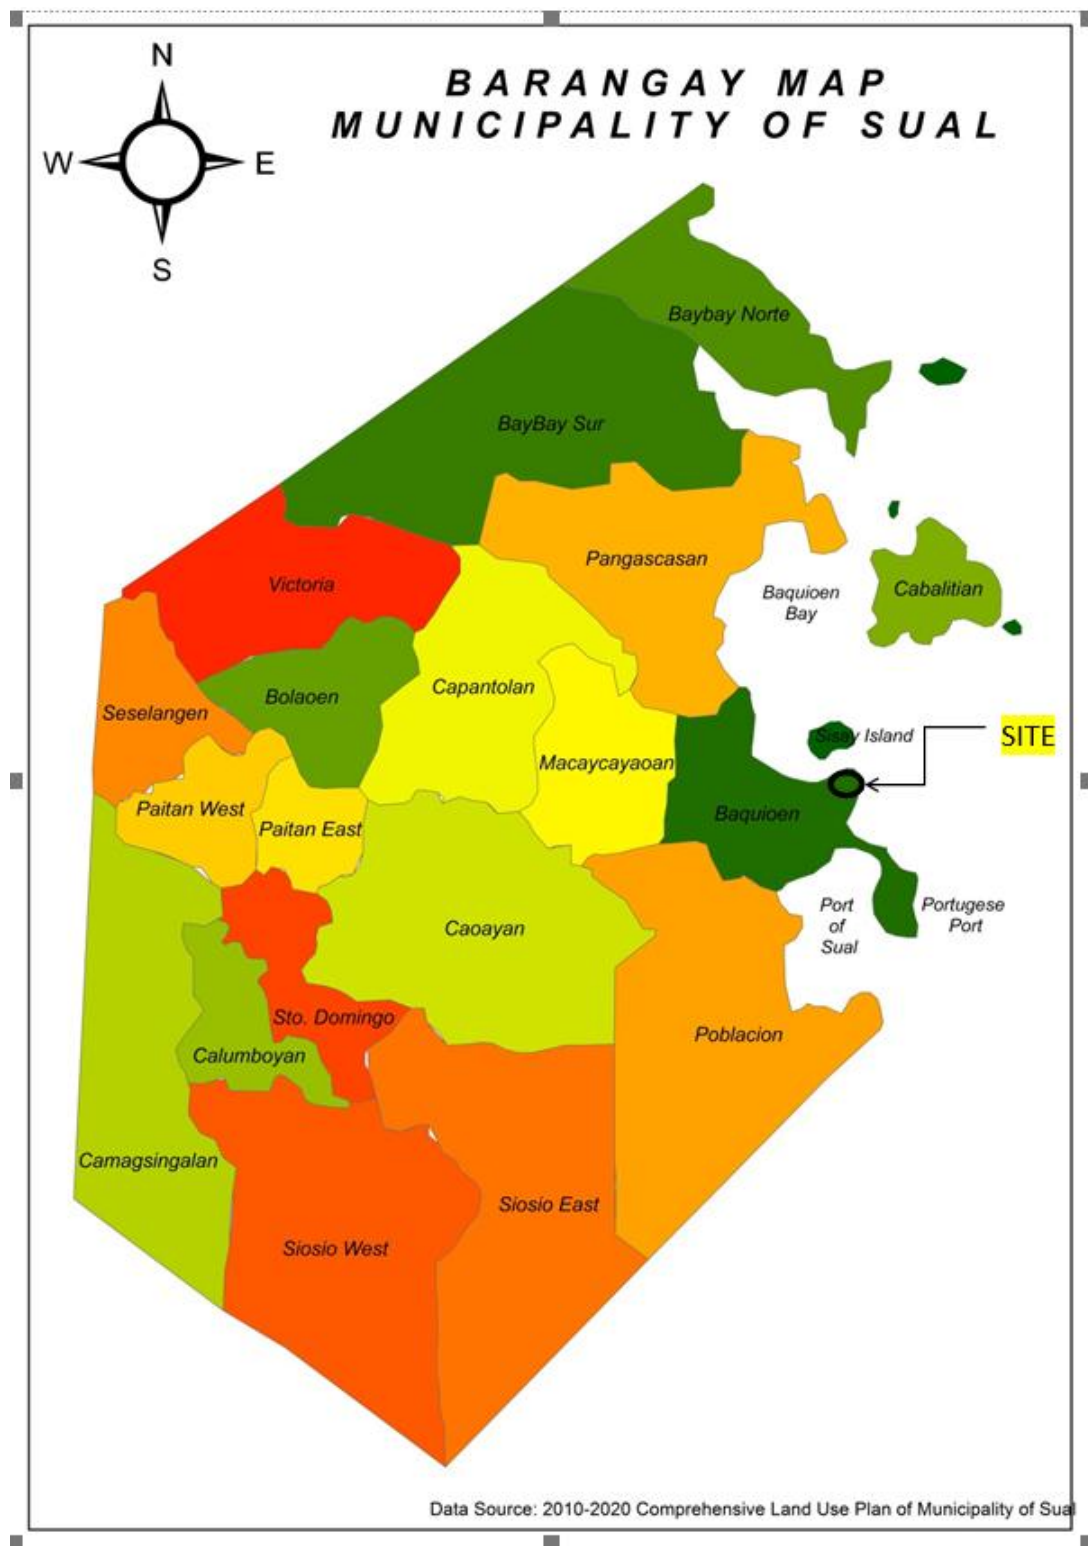 N
W
E
S
BARANGAY MAP
MUNICIPALITY OF SUAL
Baybay Norte
BayBay Sur
Pangascasan
Victoria
Baquioen
Bay
Cabalitian
Capantolan
Bolaoen
Seselangen
Sisay Island
SITE
Macaycayaoan
Paitan West
Paitan East
Baquioen
Port
of
Sual
Portugese
Port
Caoayan
Sto. Domingo
Poblacion
Calumboyan
Camagsingalan
Siosio East
Siosio West
Data Source: 2010-2020 Comprehensive Land Use Plan of Municipality of Sual